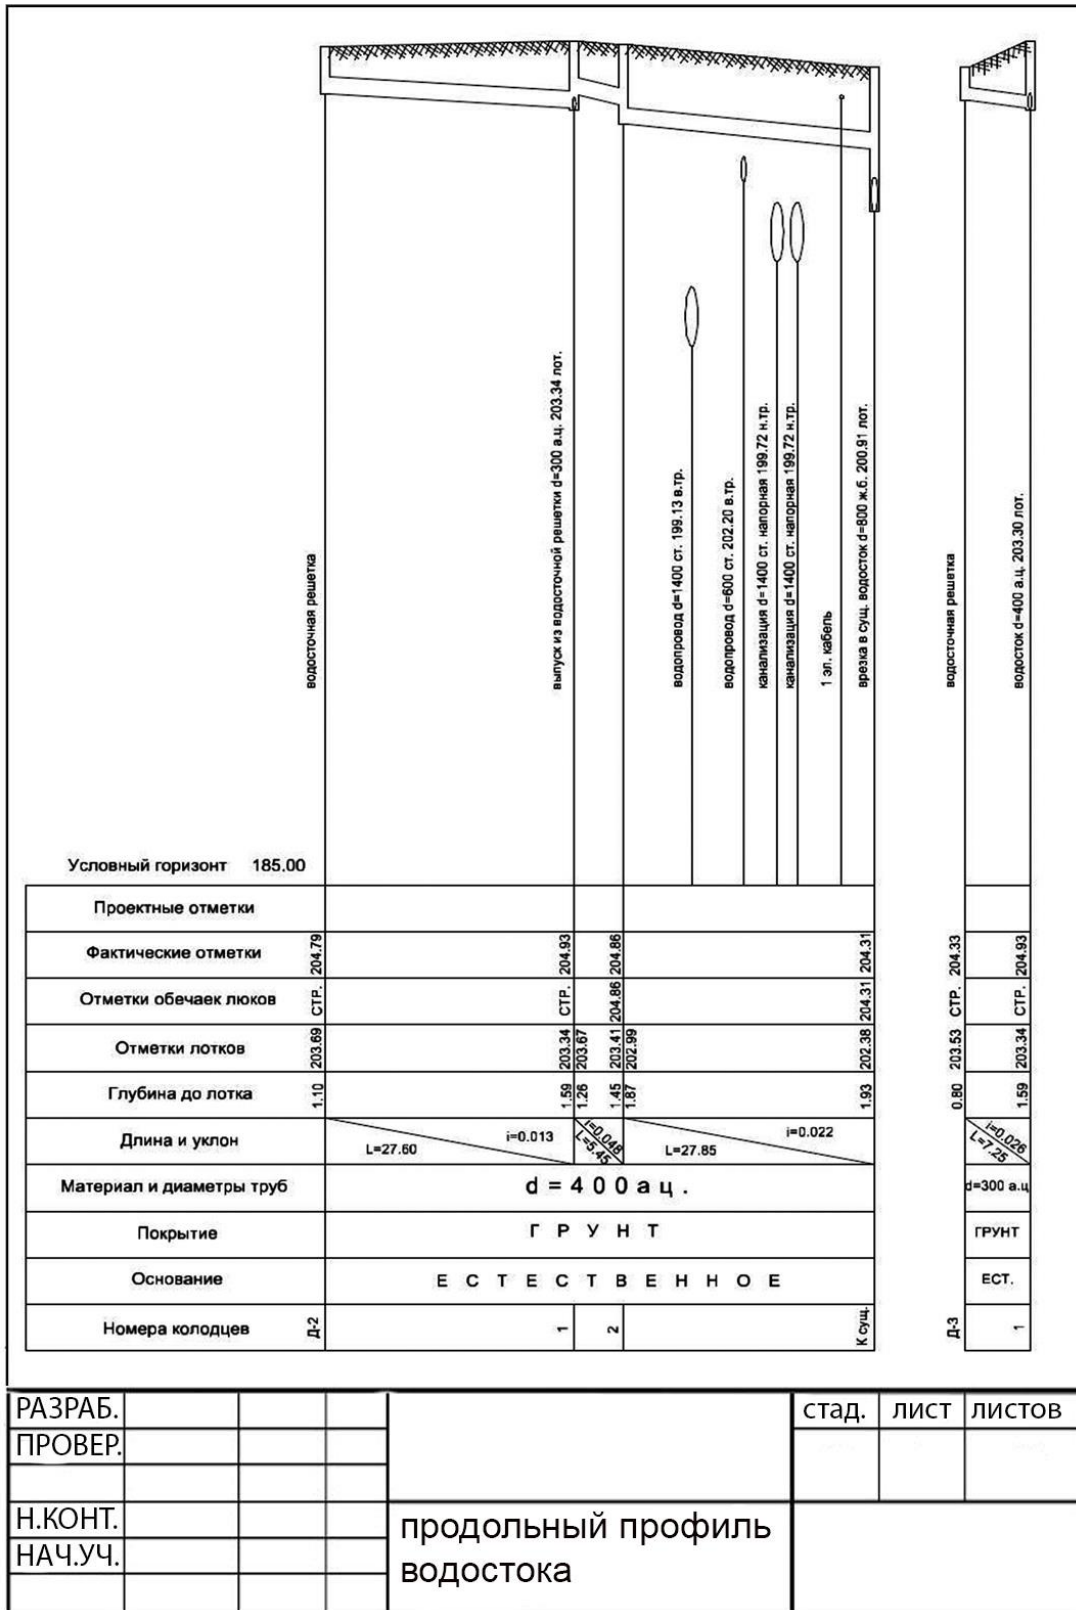 водосточная решетка
выпуск из водосточной решетки d=300 а.ц. 203.34 лот.
водопровод d=1400 ст. 199.13 в.тр.
водопровод d=600 ст. 202.20 в.тр.
канализация d=1400 ст. напорная 199.72 н.тр.
канализация d=1400 ст. напорная 199.72 н.тр.
1 эл. кабель
врезка в сущ. водосток d=800 ж.б. 200.91 лот.
водосточная решетка
водосток d=400 а.ц. 203.30 лот.
Условный горизонт 185.00
Проектные отметки
Фактические отметки 204.79 204.93 204.86 204.31 204.33 204.93
Отметки обечаек люков СТР. СТР. 204.86 204.31 СТР. СТР.
Отметки лотков 203.69 203.34 203.67 203.41 202.99 202.38 203.53 203.34
Глубина до лотка 1.10 1.59 1.26 1.45 1.87 1.93 0.80 1.59
Длина и уклон L=27.60 i=0.013 i=0.048 L=5.45 L=27.85 i=0.022 i=0.026 L=7.25
Материал и диаметры труб d=400ац. d=300 а.ц
Покрытие ГРУНТ ГРУНТ
Основание ЕСТЕСТВЕННОЕ ЕСТ.
Номера колодцев Д-2 1 2 К сущ. Д-3 1
РАЗРАБ.
ПРОВЕР.
Н.КОНТ.
НАЧ.УЧ.
продольный профиль
водостока
стад. лист листов